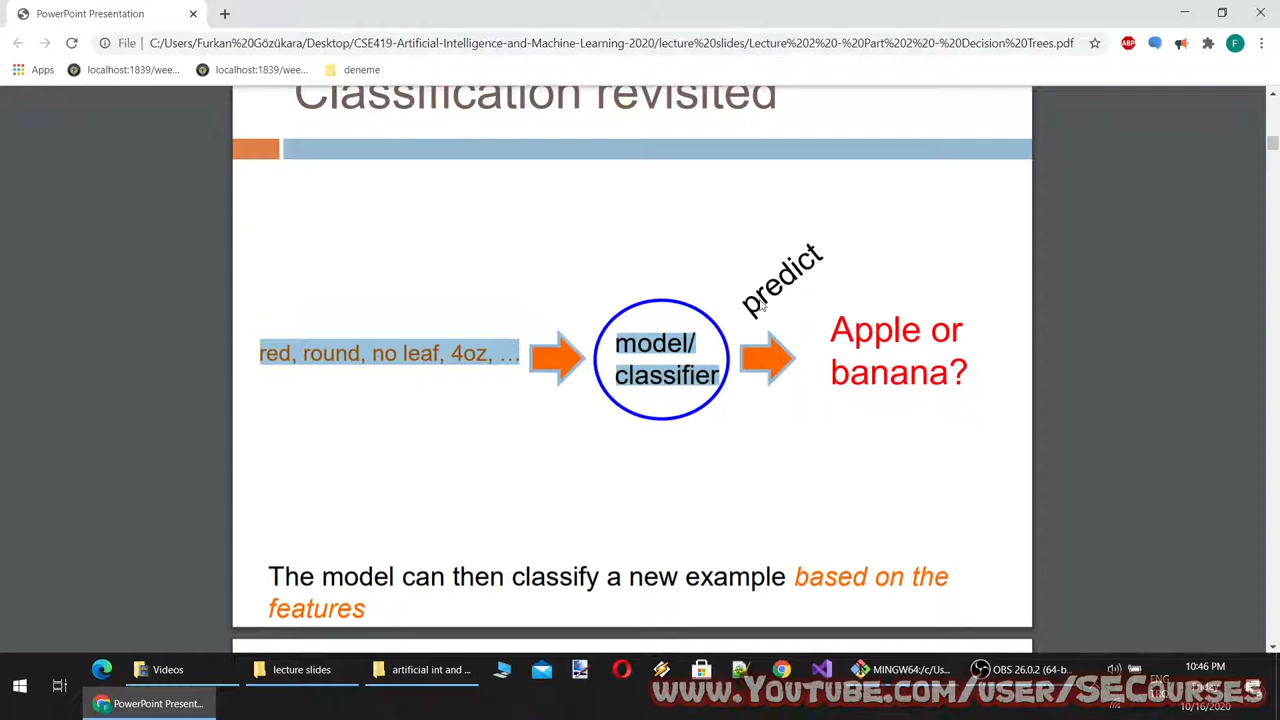 PowerPoint Presentation
File
C:/Users/Furkan%20Gözükara/Desktop/CSE419-Artificial-Intelligence-and-Machine-Learning-2020/lecture%20slides/Lecture%202%20-%20Part%202%20-%20Decision%20Trees.pdf
ABP
F
Apps
localhost:1839/wee...
localhost:1839/wee...
deneme
Classification revisited
predict
red, round, no leaf, 4oz, …
model/
classifier
Apple or
banana?
The model can then classify a new example based on the
features
Videos
lecture slides
artificial int and ...
MINGW64:/c/Us...
OBS 26.0.2 (64-b...
ENG
10:46 PM
Friday
10/16/2020
PowerPoint Present...
www.Youtube.com/user/SECourses